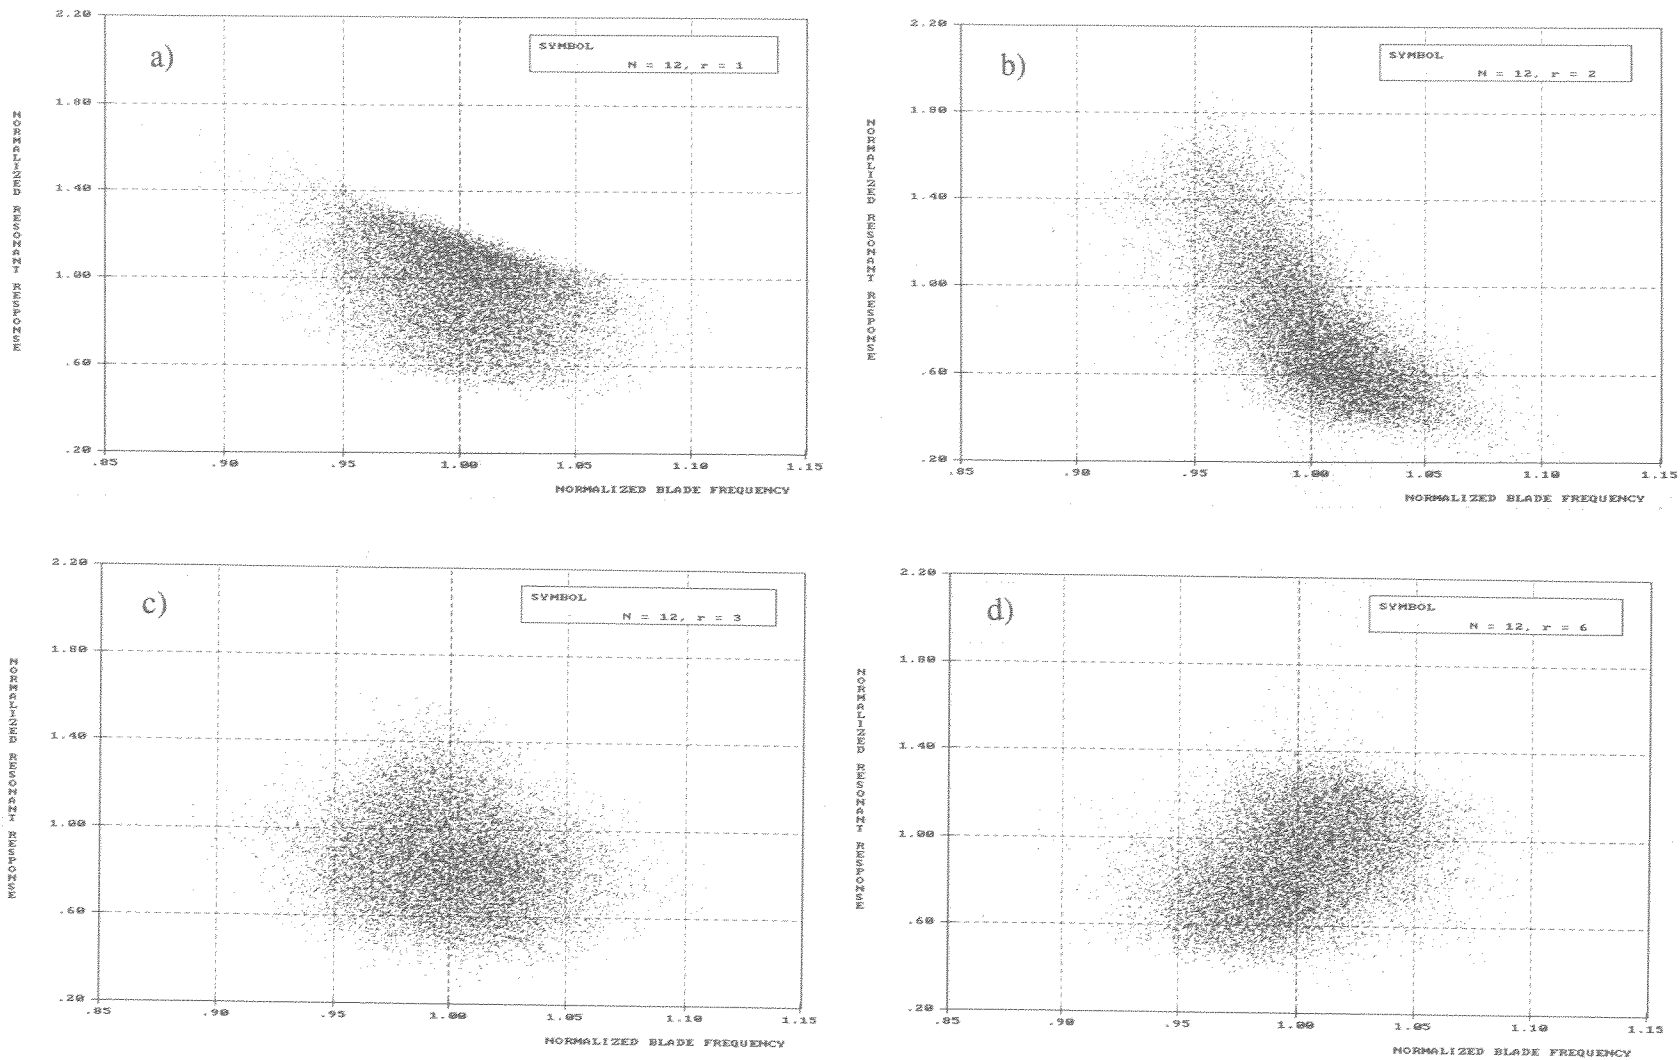 a)
SYMBOL
N = 12, r = 1
2.20
1.80
1.40
1.00
.60
.20
NORMALIZED RESONANT RESPONSE
.85 .90 .95 1.00 1.05 1.10 1.15
NORMALIZED BLADE FREQUENCY
b)
SYMBOL
N = 12, r = 2
2.20
1.80
1.40
1.00
.60
.20
NORMALIZED RESONANT RESPONSE
.85 .90 .95 1.00 1.05 1.10 1.15
NORMALIZED BLADE FREQUENCY
c)
SYMBOL
N = 12, r = 3
2.20
1.80
1.40
1.00
.60
.20
NORMALIZED RESONANT RESPONSE
.85 .90 .95 1.00 1.05 1.10 1.15
NORMALIZED BLADE FREQUENCY
d)
SYMBOL
N = 12, r = 6
2.20
1.80
1.40
1.00
.60
.20
NORMALIZED RESONANT RESPONSE
.85 .90 .95 1.00 1.05 1.10 1.15
NORMALIZED BLADE FREQUENCY